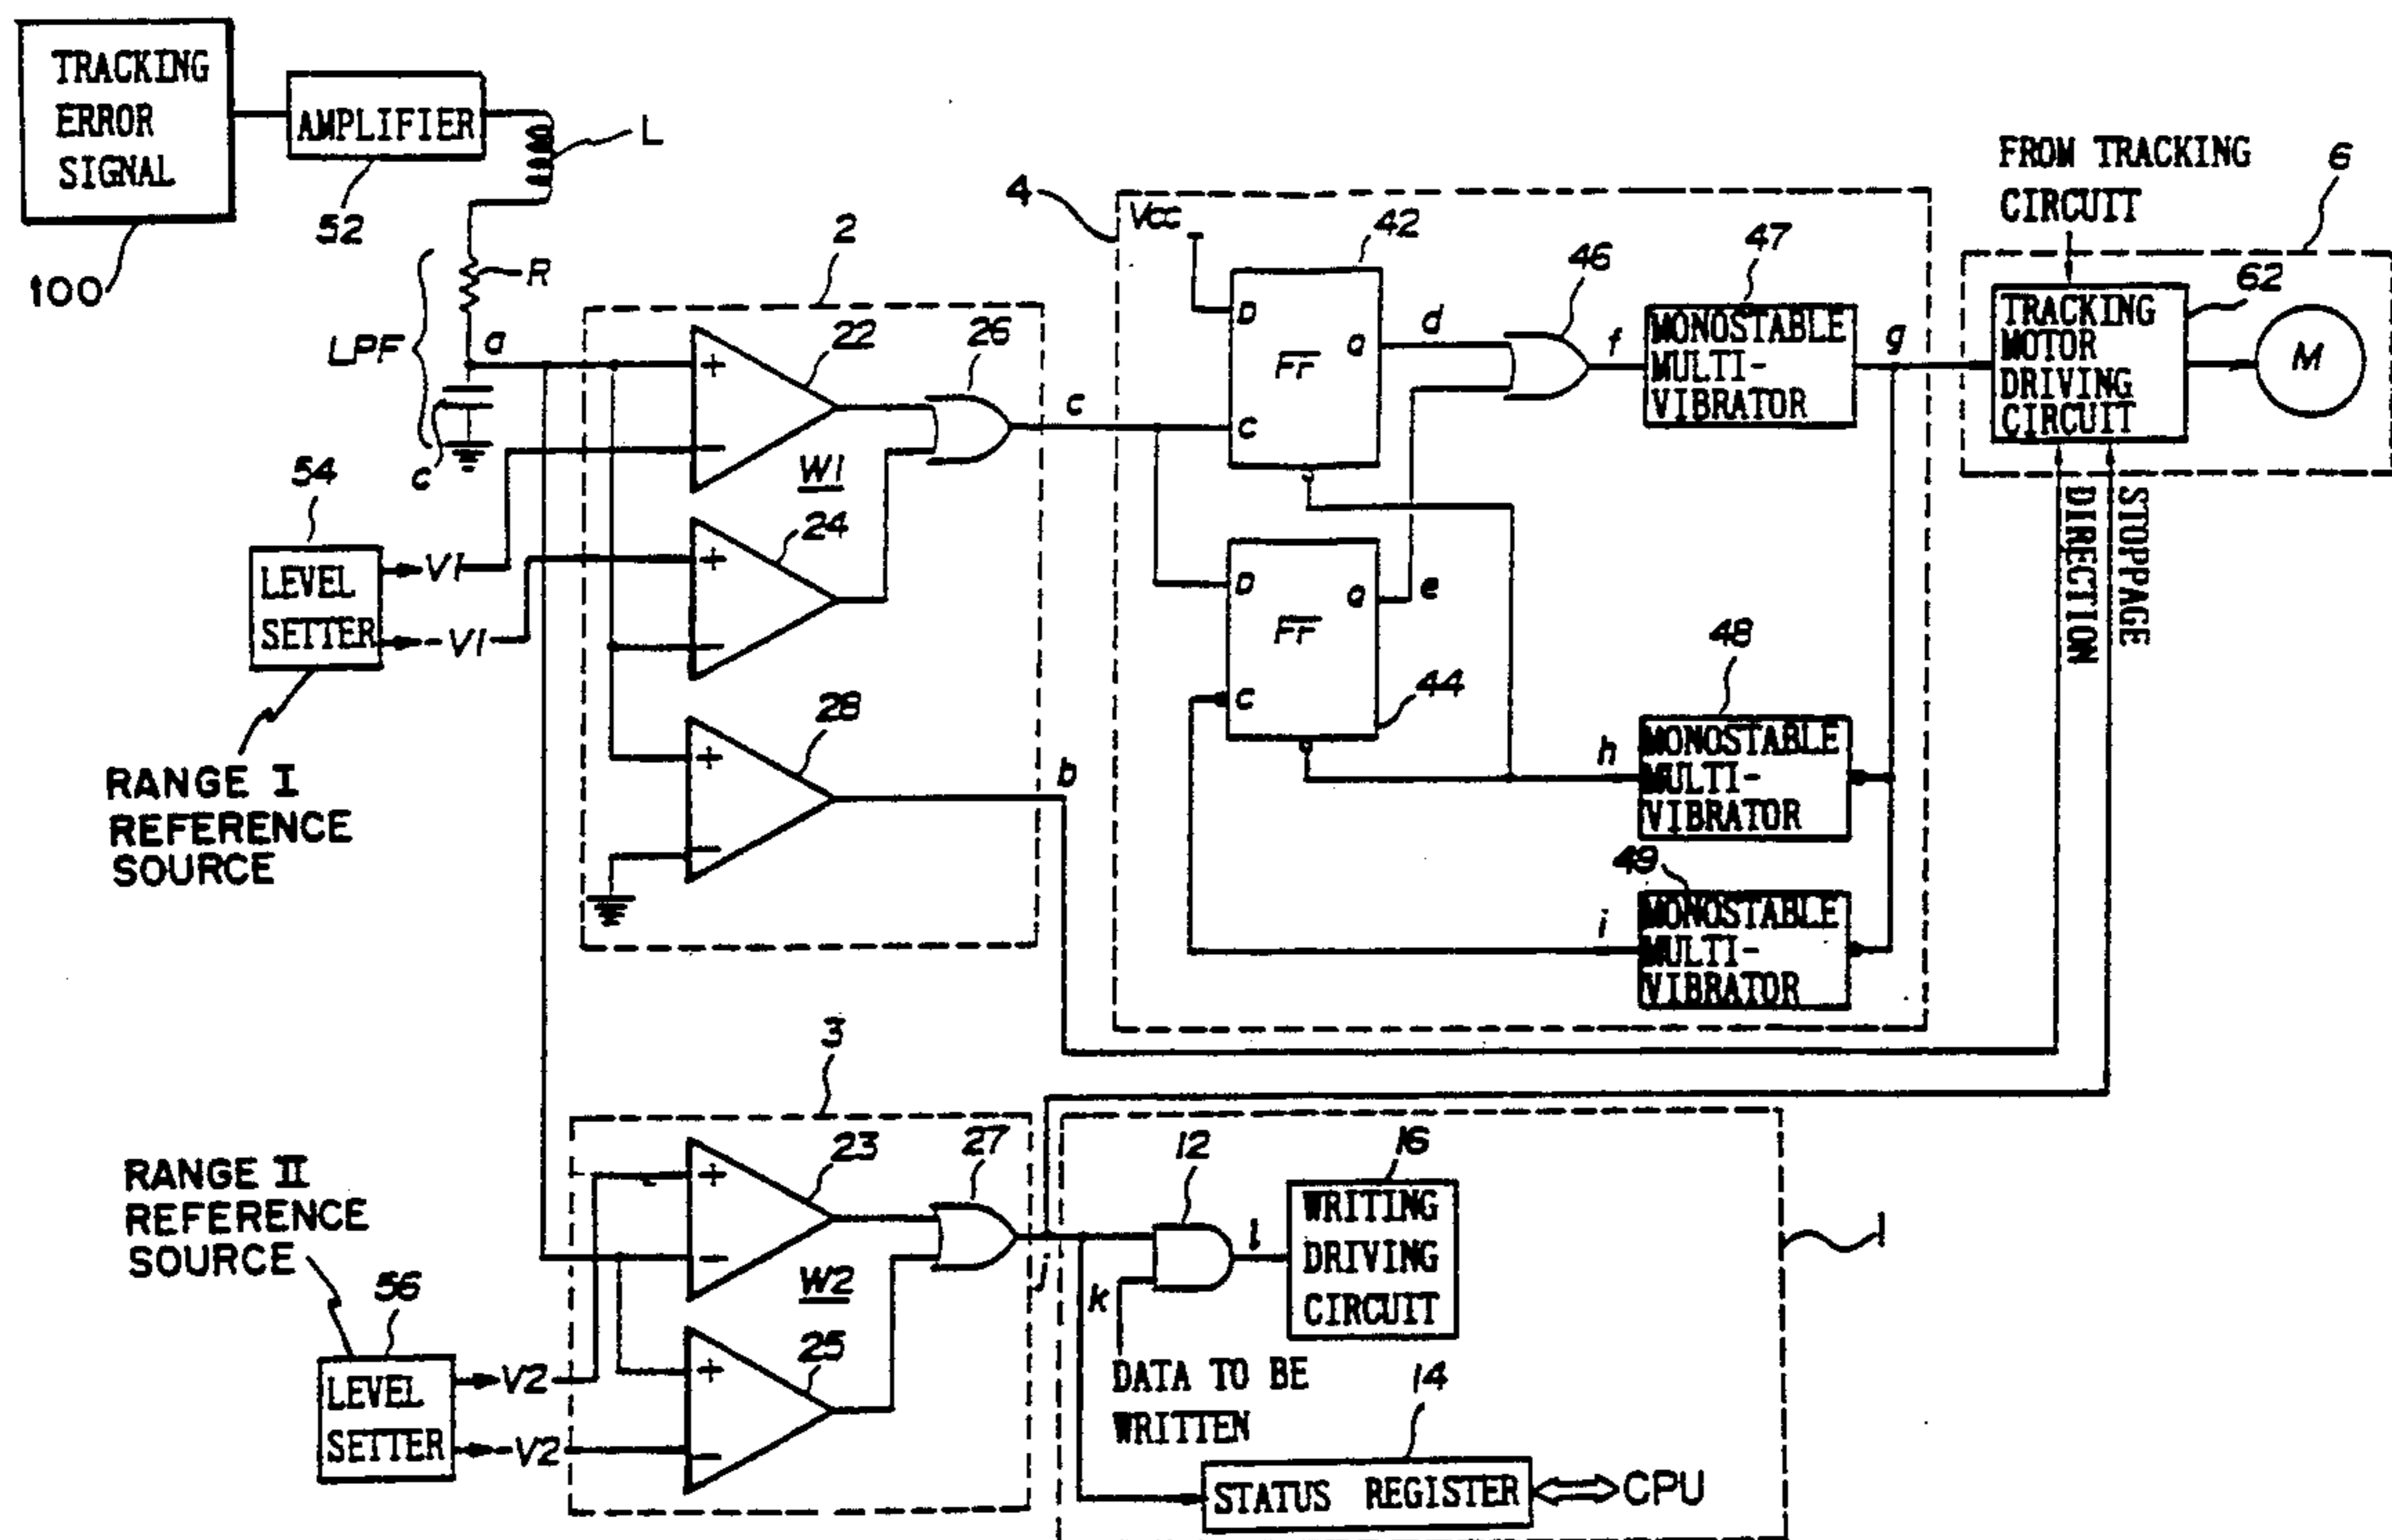 TRACKING
ERROR
SIGNAL
100
AMPLIFIER
52
L
R
LPF
a
c
54
LEVEL
SETTER
V1
-V1
RANGE I
REFERENCE
SOURCE
2
22
+
-
W1
24
+
-
26
c
28
+
-
b
4
Vcc
42
D
FF
Q
C
d
46
f
47
MONOSTABLE
MULTI-
VIBRATOR
g
D
FF
Q
C
e
44
48
MONOSTABLE
MULTI-
VIBRATOR
h
49
MONOSTABLE
MULTI-
VIBRATOR
i
FROM TRACKING
CIRCUIT
6
62
TRACKING
MOTOR
DRIVING
CIRCUIT
M
DIRECTION
STOPPAGE
3
23
+
-
W2
25
+
-
27
j
RANGE II
REFERENCE
SOURCE
56
LEVEL
SETTER
V2
-V2
12
k
l
16
WRITING
DRIVING
CIRCUIT
1
DATA TO BE
WRITTEN
14
STATUS REGISTER
CPU